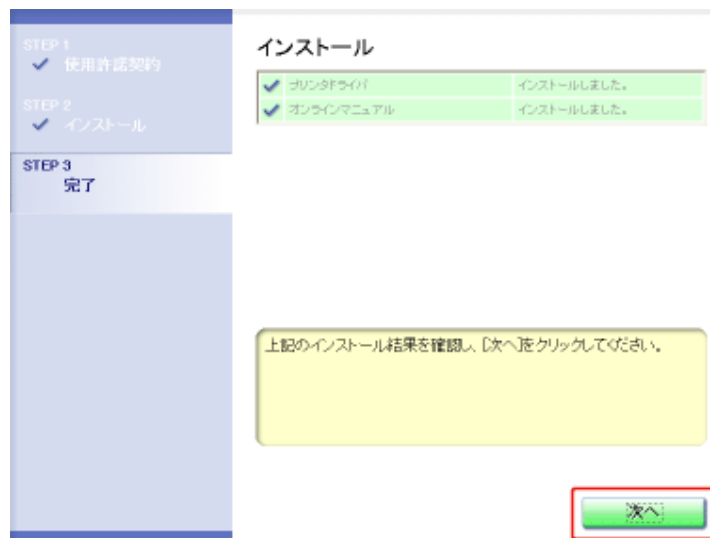 STEP 1
使用許諾契約
STEP 2
インストール
STEP 3
完了
インストール
プリンタドライバ インストールしました。
オンラインマニュアル インストールしました。
上記のインストール結果を確認し、[次へ]をクリックしてください。
次へ